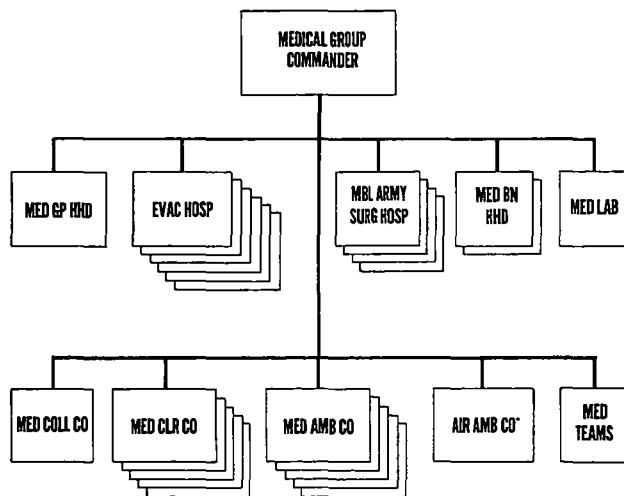 MEDICAL GROUP
COMMANDER
MED GP HHD
EVAC HOSP
MBL ARMY
SURG HOSP
MED BN
HHD
MED LAB
MED COLL CO
MED CLR CO
MED AMB CO
AIR AMB CO*
MED
TEAMS